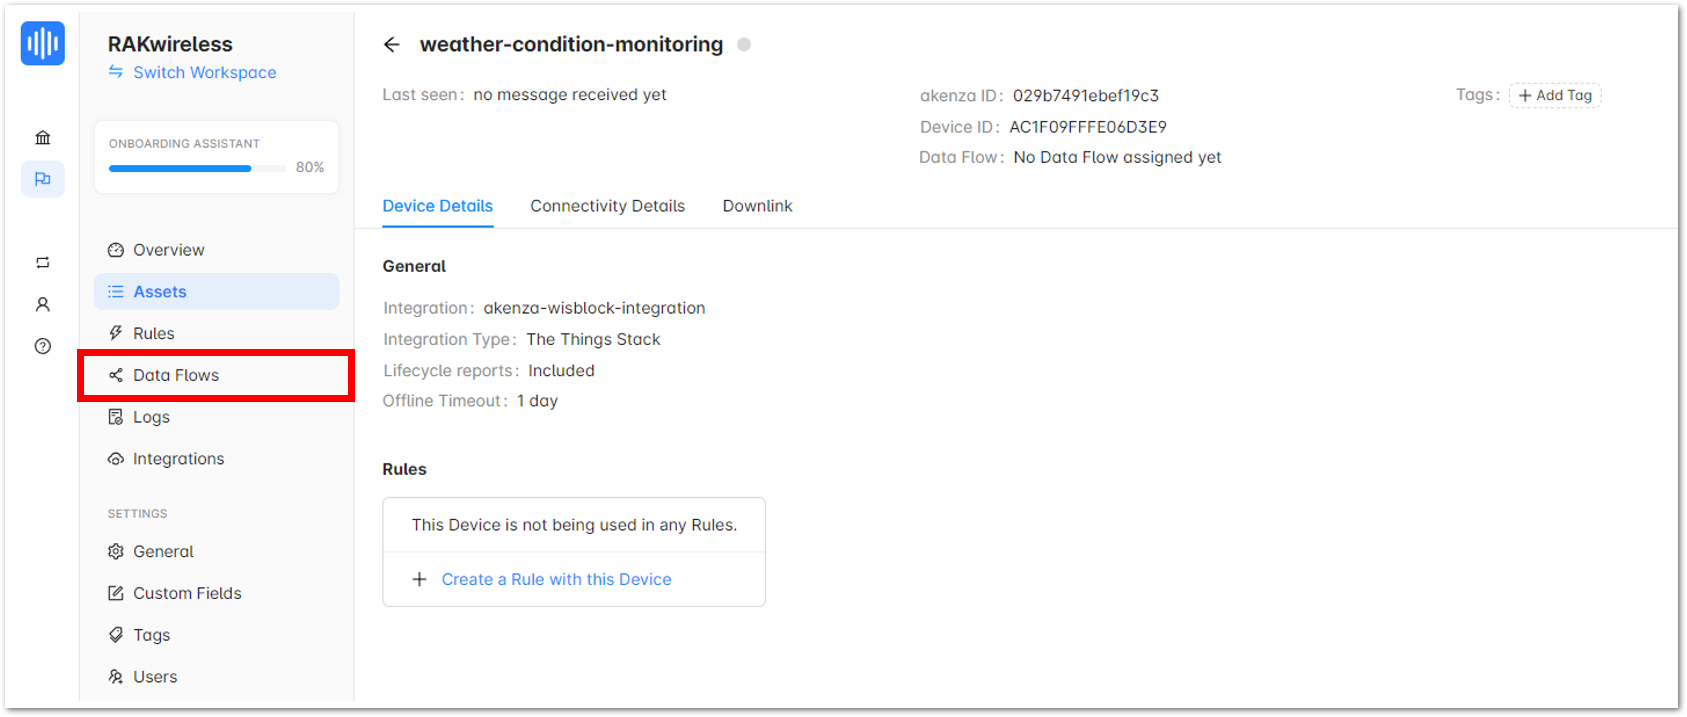 RAKwireless
Switch Workspace
ONBOARDING ASSISTANT
80%
Overview
Assets
Rules
Data Flows
Logs
Integrations
SETTINGS
General
Custom Fields
Tags
Users
weather-condition-monitoring
Last seen: no message received yet
akenza ID: 029b7491ebef19c3
Device ID: AC1F09FFFE06D3E9
Data Flow: No Data Flow assigned yet
Tags: + Add Tag
Device Details Connectivity Details Downlink
General
Integration: akenza-wisblock-integration
Integration Type: The Things Stack
Lifecycle reports: Included
Offline Timeout: 1 day
Rules
This Device is not being used in any Rules.
+ Create a Rule with this Device